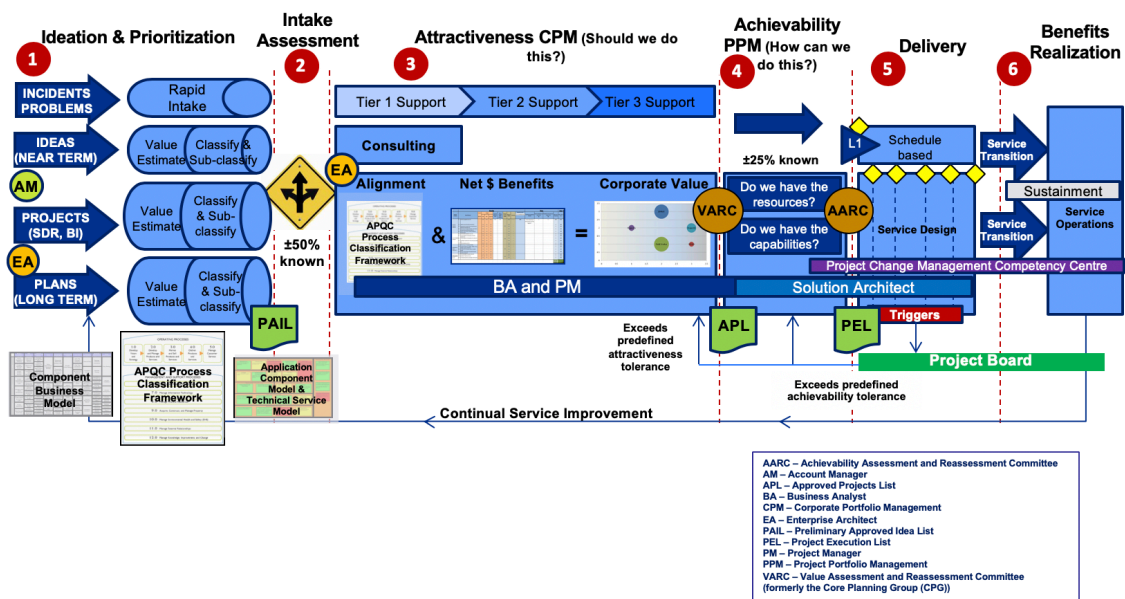 1
Ideation & Prioritization
INCIDENTS
PROBLEMS
Rapid
Intake
IDEAS
(NEAR TERM)
Value
Estimate
Classify &
Sub-classify
AM
PROJECTS
(SDR, BI)
Value
Estimate
Classify
& Sub-
classify
EA
PLANS
(LONG TERM)
Value
Estimate
Classify
& Sub-
classify
PAIL
Component
Business
Model
APQC Process
Classification
Framework
Application
Component
Model &
Technical Service
Model
Intake
Assessment
2
±50%
known
Attractiveness CPM (Should we do
this?)
3
Tier 1 Support
Tier 2 Support
Tier 3 Support
Consulting
EA
Alignment
Net $ Benefits
Corporate Value
APQC
Process
Classification
Framework
&
=
BA and PM
VARC
APL
Exceeds
predefined
attractiveness
tolerance
Achievability
PPM (How can we
do this?)
4
±25% known
Do we have the
resources?
Do we have the
capabilities?
AARC
Solution Architect
PEL
Exceeds predefined
achievability tolerance
Delivery
5
L1
Schedule
based
Service Design
Triggers
Project Board
Benefits
Realization
6
Service
Transition
Sustainment
Service
Transition
Service
Operations
Project Change Management Competency Centre
Continual Service Improvement
AARC – Achievability Assessment and Reassessment Committee
AM – Account Manager
APL – Approved Projects List
BA – Business Analyst
CPM – Corporate Portfolio Management
EA – Enterprise Architect
PAIL – Preliminary Approved Idea List
PEL – Project Execution List
PM – Project Manager
PPM – Project Portfolio Management
VARC – Value Assessment and Reassessment Committee
(formerly the Core Planning Group (CPG))